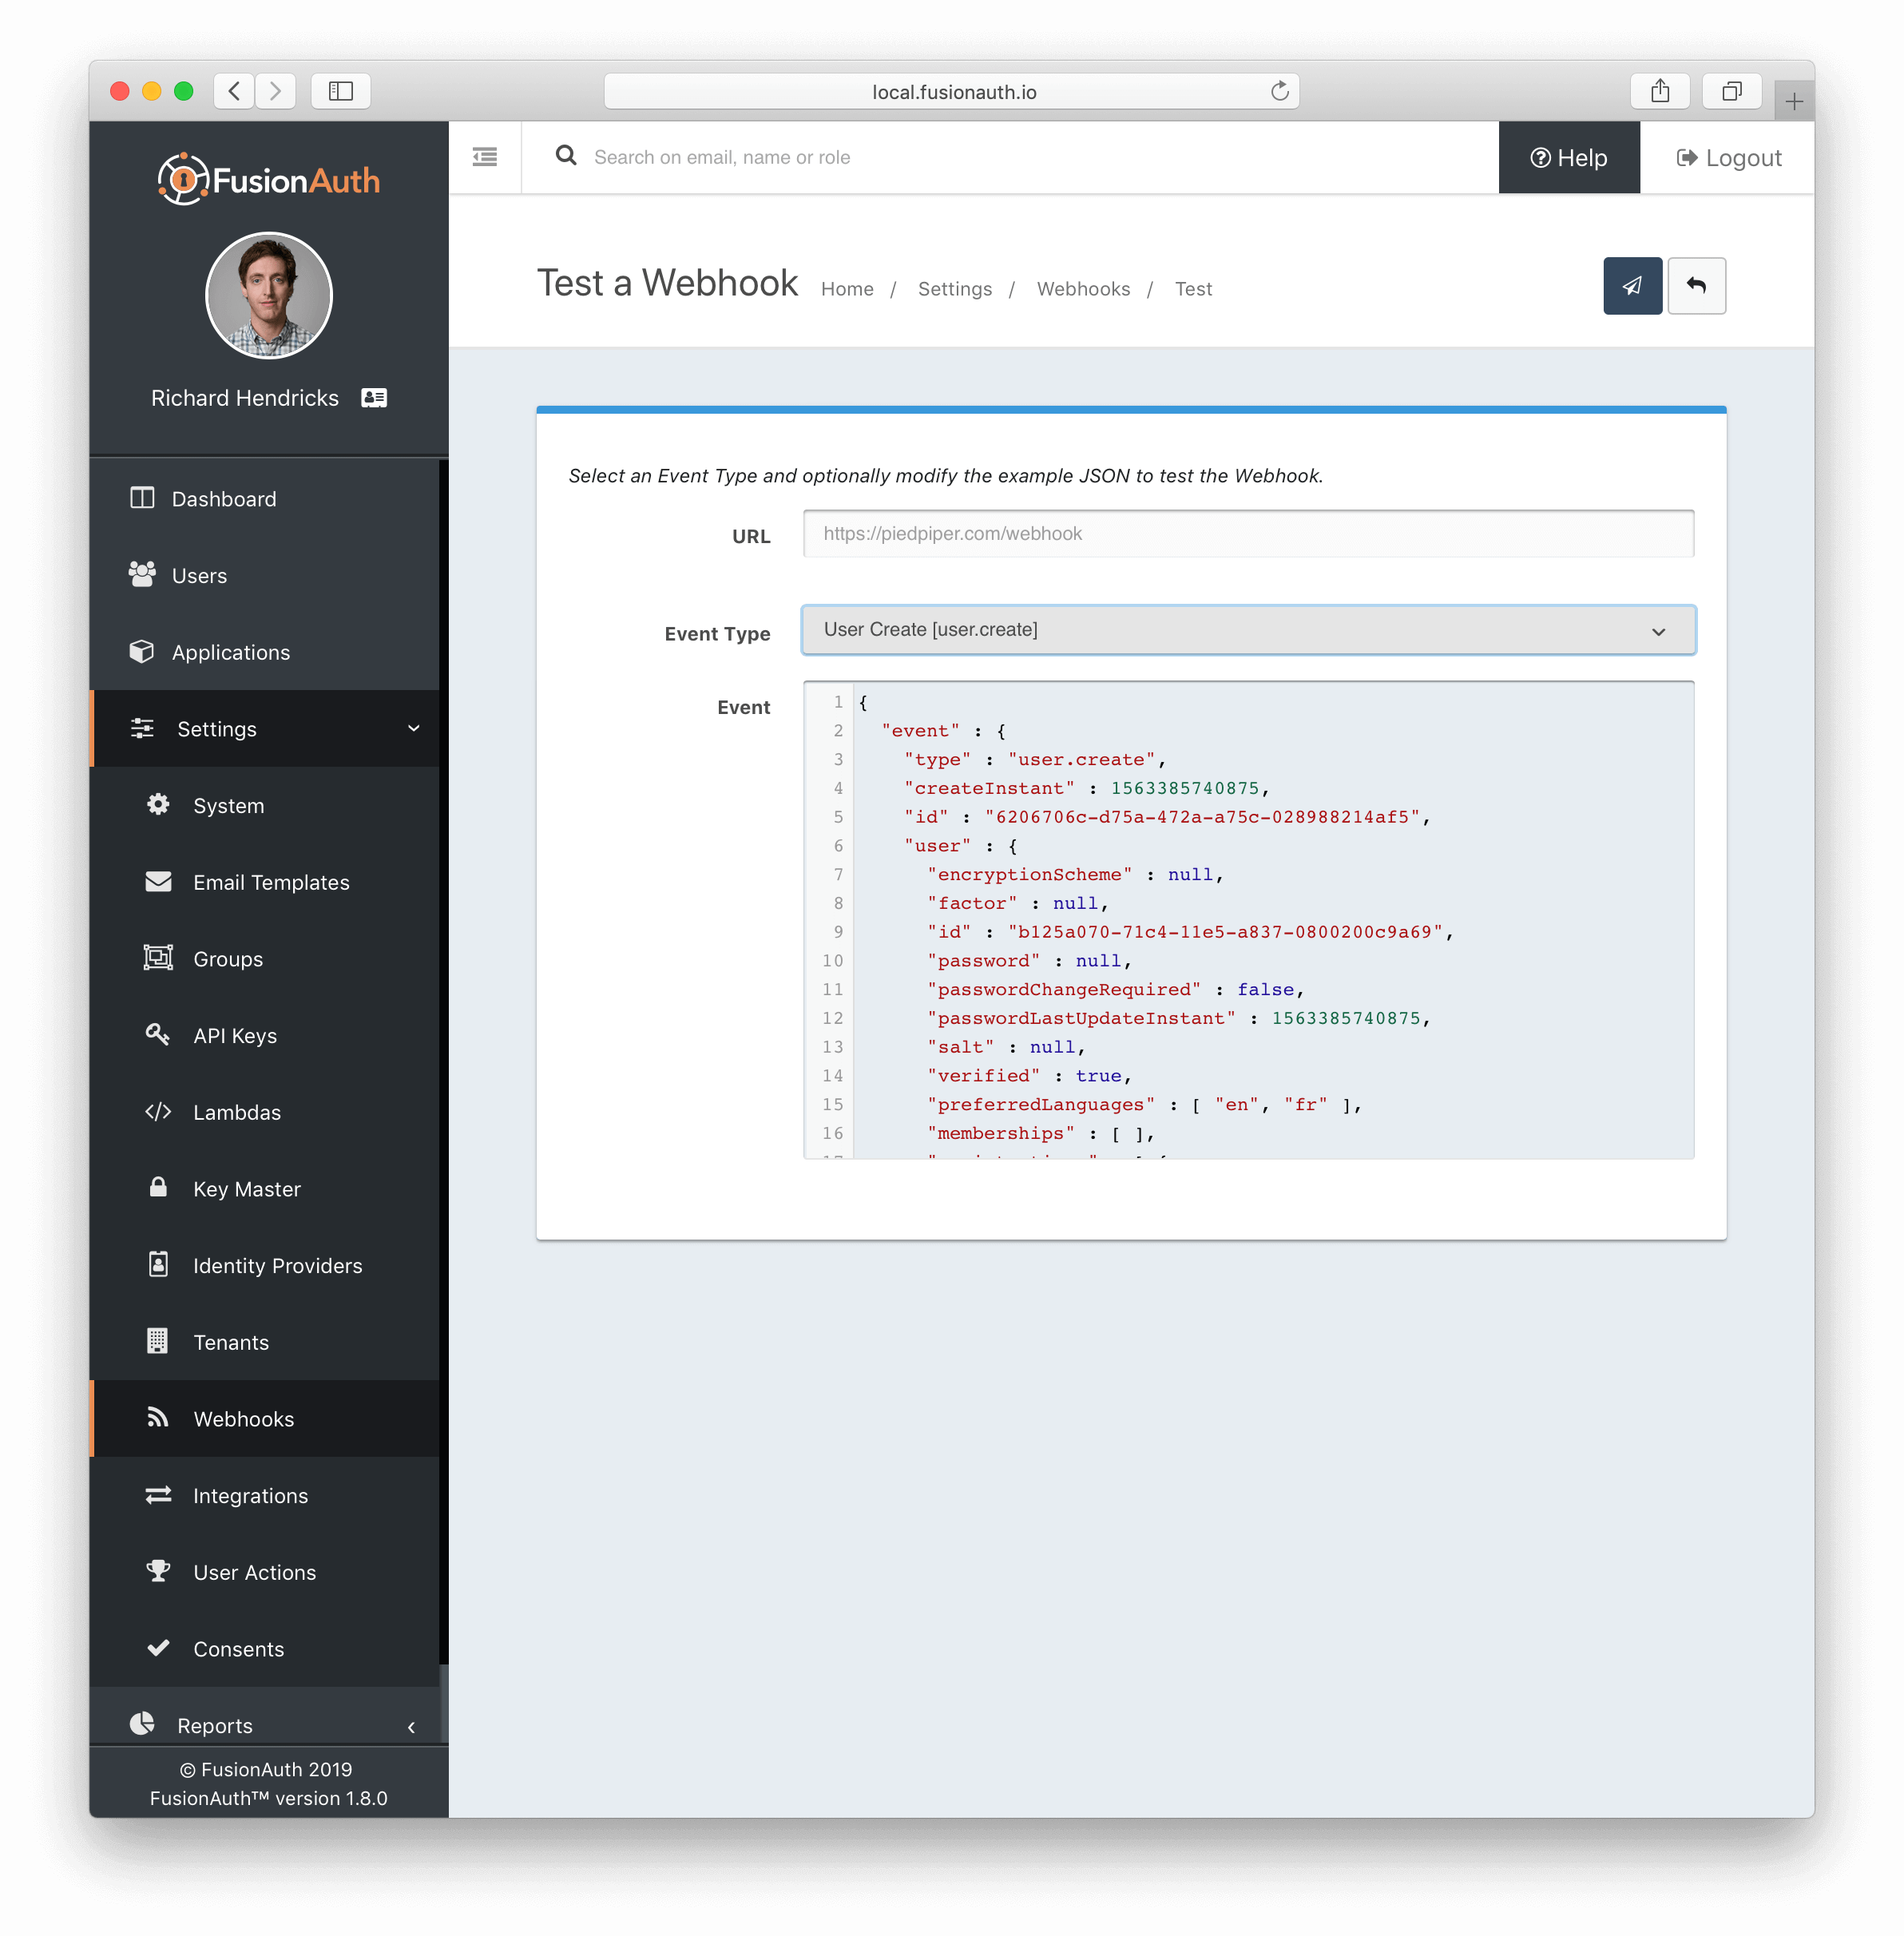 local.fusionauth.io
FusionAuth
Search on email, name or role
Help
Logout
Richard Hendricks
Test a Webhook
Home / Settings / Webhooks / Test
Dashboard
Users
Applications
Settings
System
Email Templates
Groups
API Keys
Lambdas
Key Master
Identity Providers
Tenants
Webhooks
Integrations
User Actions
Consents
Reports
© FusionAuth 2019
FusionAuth™ version 1.8.0
Select an Event Type and optionally modify the example JSON to test the Webhook.
URL https://piedpiper.com/webhook
Event Type User Create [user.create]
Event
1 {
2 "event" : {
3 "type" : "user.create",
4 "createInstant" : 1563385740875,
5 "id" : "6206706c-d75a-472a-a75c-028988214af5",
6 "user" : {
7 "encryptionScheme" : null,
8 "factor" : null,
9 "id" : "b125a070-71c4-11e5-a837-0800200c9a69",
10 "password" : null,
11 "passwordChangeRequired" : false,
12 "passwordLastUpdateInstant" : 1563385740875,
13 "salt" : null,
14 "verified" : true,
15 "preferredLanguages" : [ "en", "fr" ],
16 "memberships" : [ ],